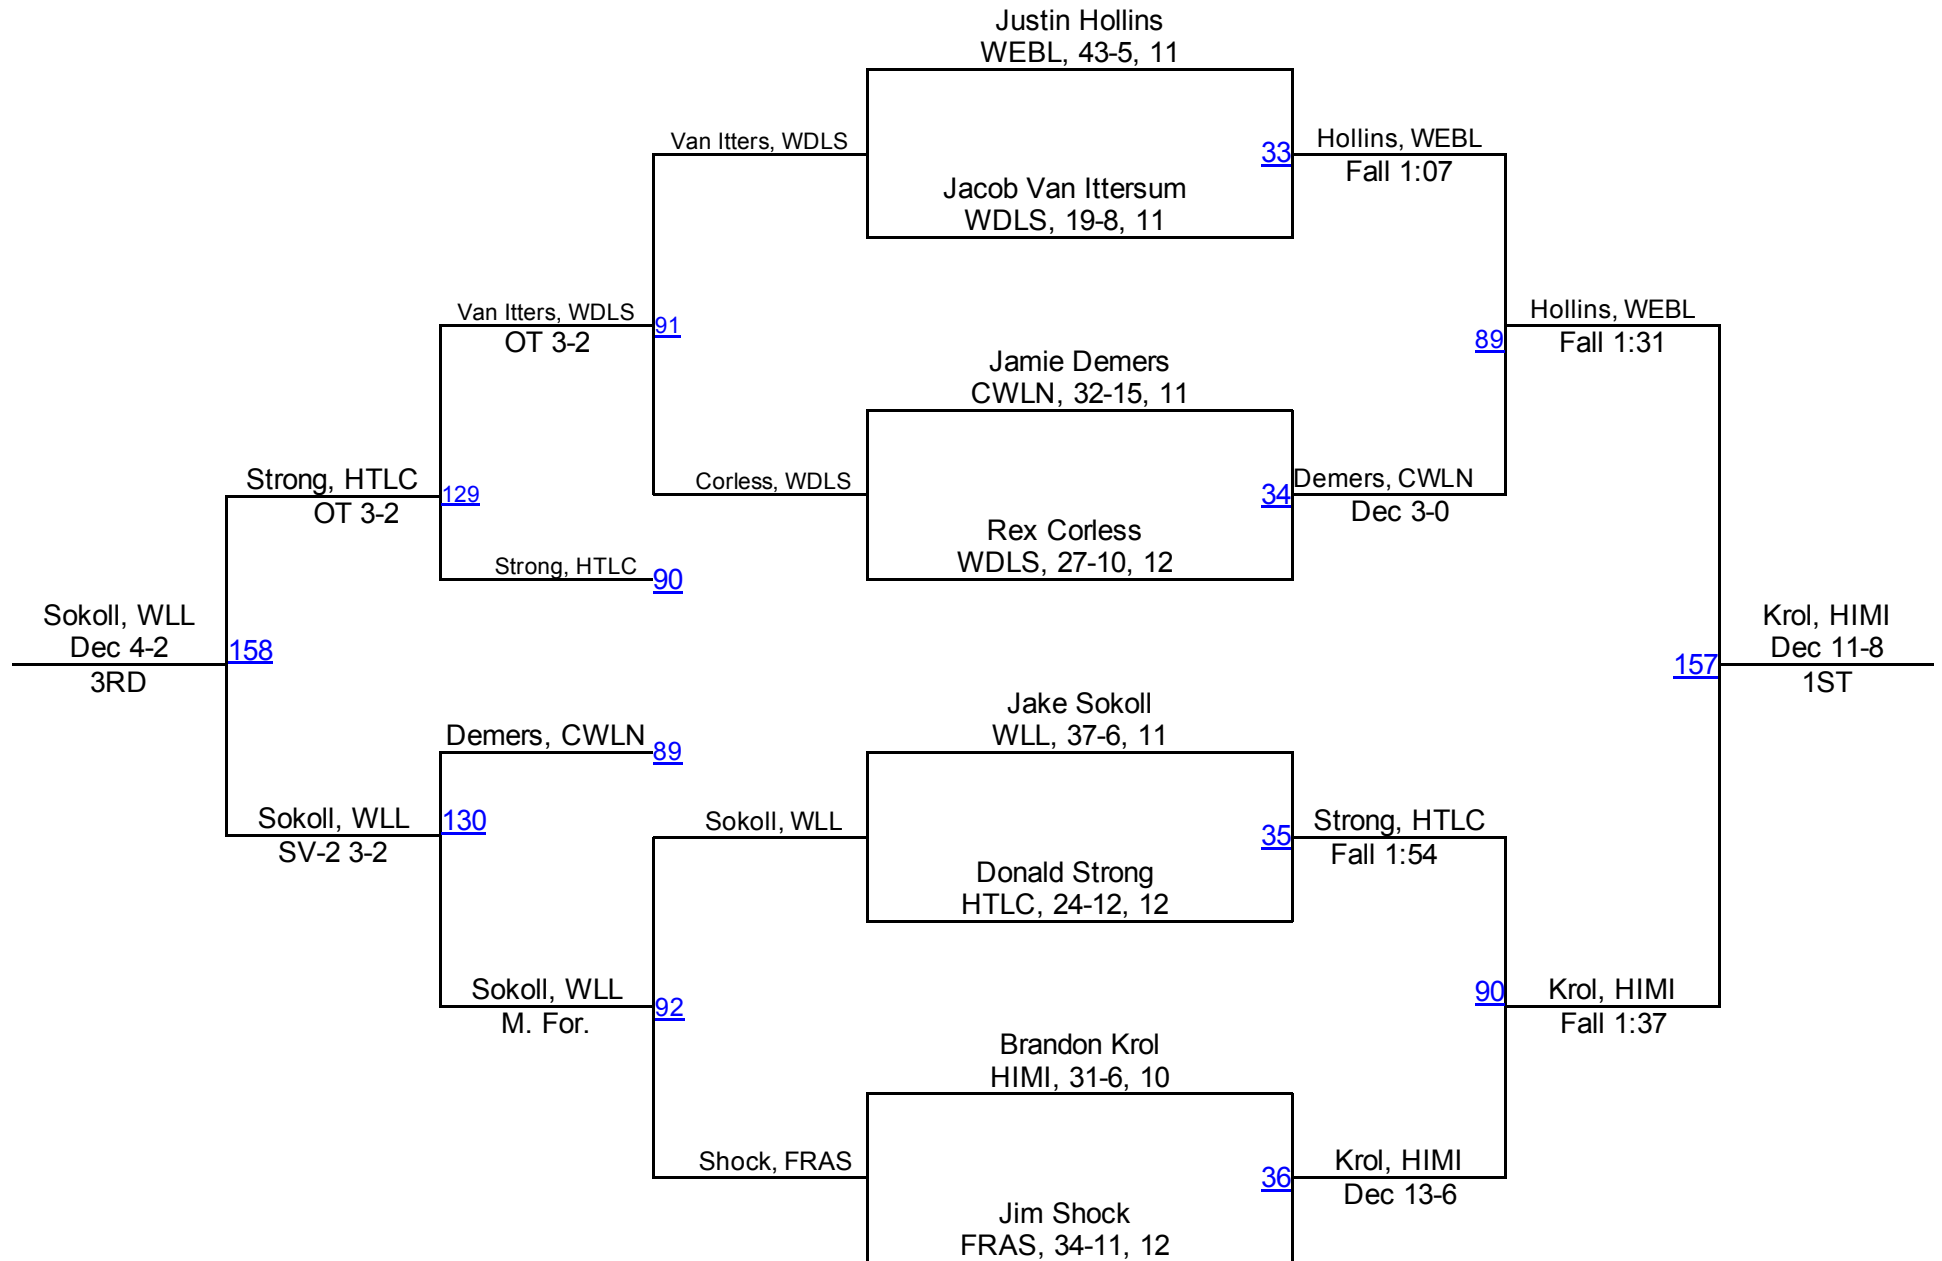 Justin Hollins
WEBL, 43-5, 11
Van Itters, WDLS
33
Hollins, WEBL
Fall 1:07
Jacob Van Ittersum
WDLS, 19-8, 11
Van Itters, WDLS
OT 3-2
91
Hollins, WEBL
Fall 1:31
89
Jamie Demers
CWLN, 32-15, 11
Strong, HTLC
OT 3-2
129
Corless, WDLS
34
Demers, CWLN
Dec 3-0
Rex Corless
WDLS, 27-10, 12
Strong, HTLC
90
Sokoll, WLL
Dec 4-2
3RD
158
157
Krol, HIMI
Dec 11-8
1ST
Jake Sokoll
WLL, 37-6, 11
Demers, CWLN
89
Sokoll, WLL
SV-2 3-2
130
Sokoll, WLL
35
Strong, HTLC
Fall 1:54
Donald Strong
HTLC, 24-12, 12
Sokoll, WLL
M. For.
92
90
Krol, HIMI
Fall 1:37
Brandon Krol
HIMI, 31-6, 10
Shock, FRAS
36
Krol, HIMI
Dec 13-6
Jim Shock
FRAS, 34-11, 12